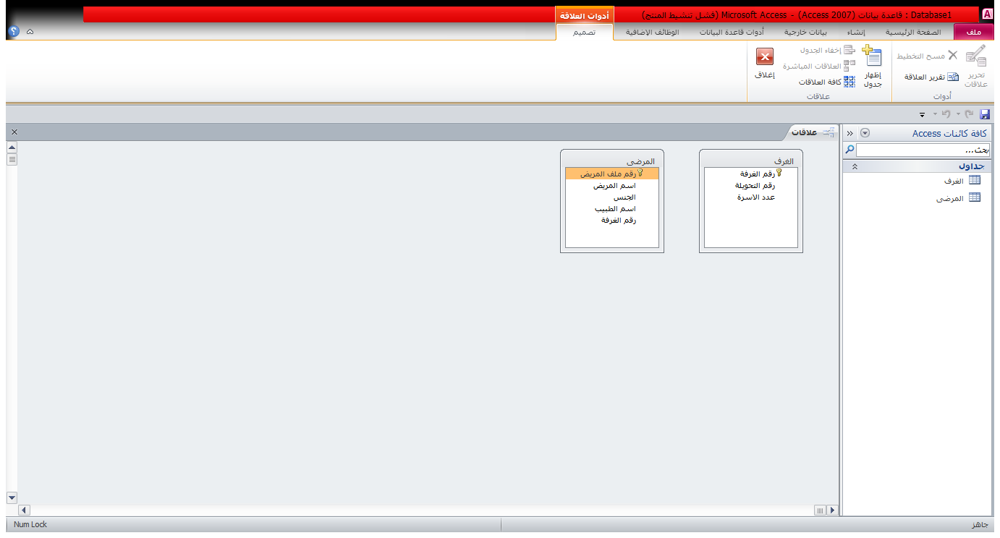 Database1 : قاعدة بيانات (Access 2007) - Microsoft Access (فشل تنشيط المنتج)
أدوات العلاقة
ملف
الصفحة الرئيسية
إنشاء
بيانات خارجية
أدوات قاعدة البيانات
الوظائف الإضافية
تصميم
تحرير علاقات
مسح التخطيط
تقرير العلاقة
أدوات
إظهار جدول
إخفاء الجدول
العلاقات المباشرة
كافة العلاقات
إغلاق
علاقات
كافة كائنات Access
بحث...
جداول
الغرف
المرضى
علاقات
الغرف
رقم الغرفة
رقم التحويلة
عدد الاسرة
المرضى
رقم ملف المريض
اسم المريض
الجنس
اسم الطبيب
رقم الغرفة
جاهز
Num Lock